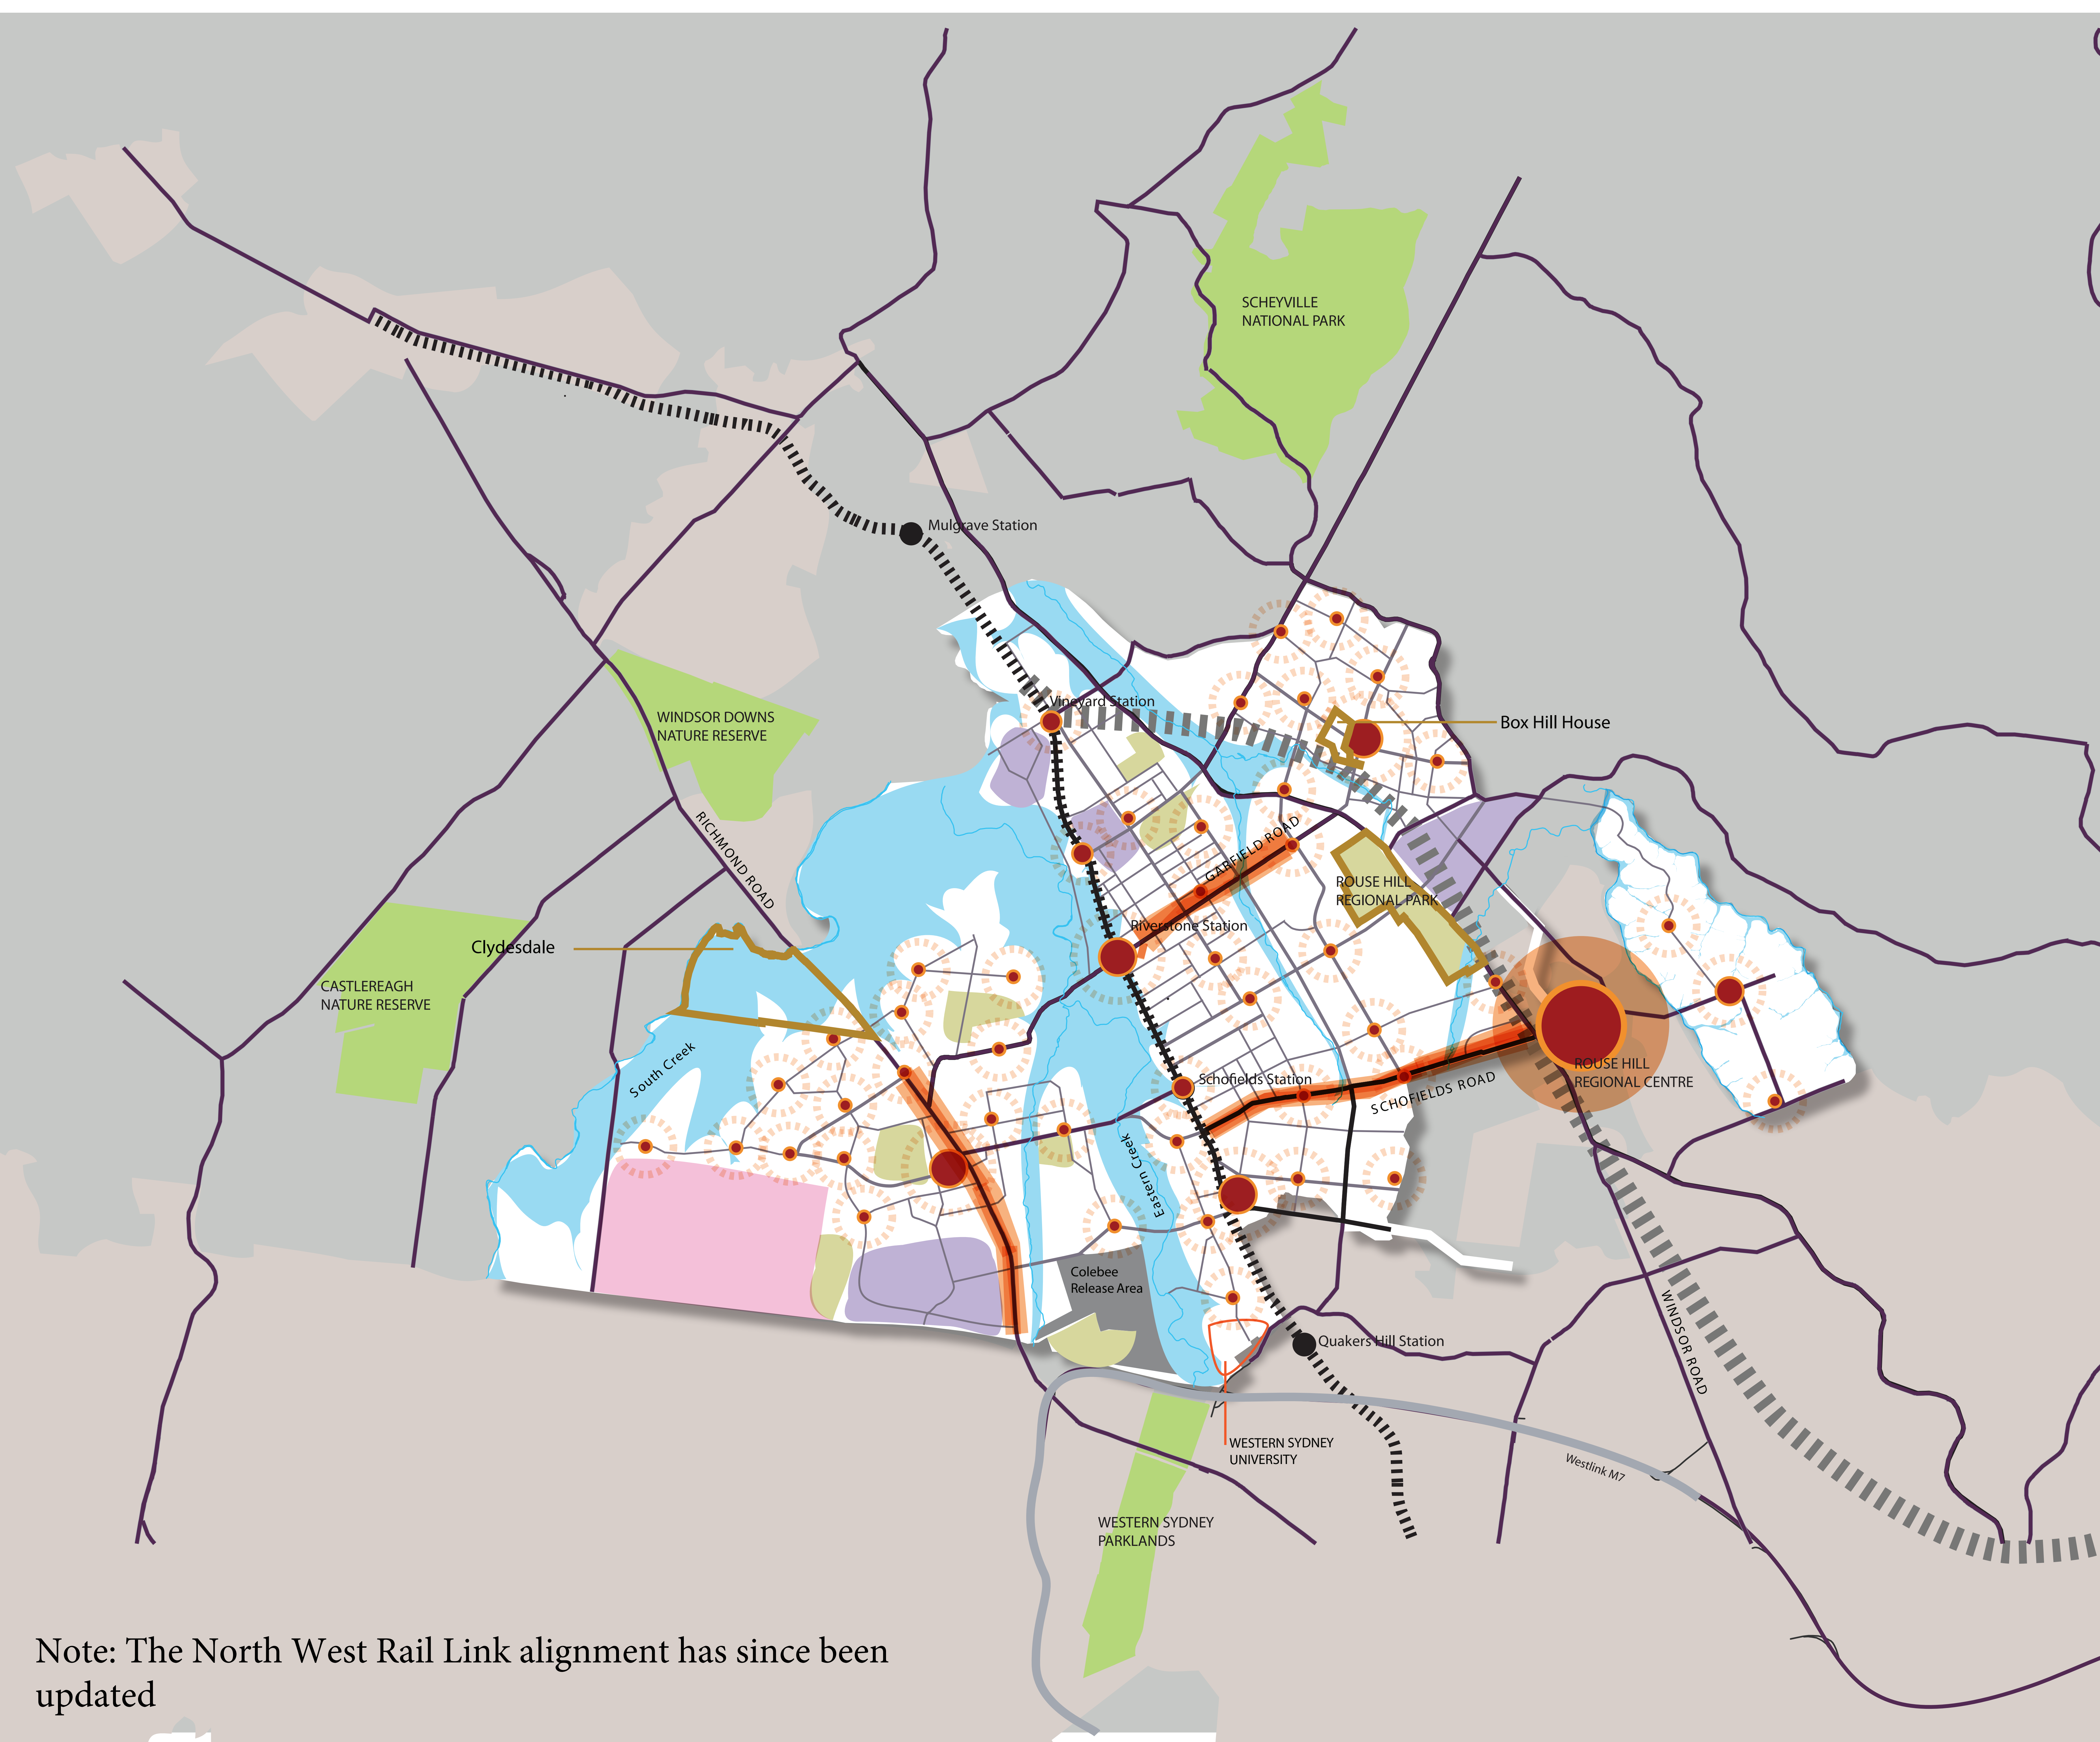 SCHEYVILLE
NATIONAL PARK
Mulgrave Station
Vineyard Station
Box Hill House
WINDSOR DOWNS
NATURE RESERVE
RICHMOND ROAD
GARFIELD ROAD
ROUSE HILL
REGIONAL PARK
Riverstone Station
Clydesdale
CASTLEREAGH
NATURE RESERVE
South Creek
Schofields Station
SCHOFIELDS ROAD
ROUSE HILL
REGIONAL CENTRE
Eastern Creek
Colebee
Release Area
Quakers Hill Station
WINDSOR ROAD
WESTERN SYDNEY
UNIVERSITY
Westlink M7
WESTERN SYDNEY
PARKLANDS
Note: The North West Rail Link alignment has since been
updated